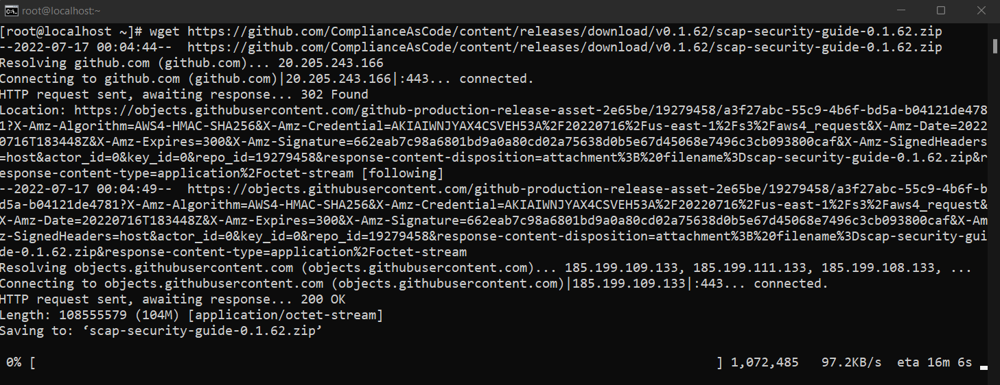 root@localhost:~
[root@localhost ~]# wget https://github.com/ComplianceAsCode/content/releases/download/v0.1.62/scap-security-guide-0.1.62.zip
--2022-07-17 00:04:44--  https://github.com/ComplianceAsCode/content/releases/download/v0.1.62/scap-security-guide-0.1.62.zip
Resolving github.com (github.com)... 20.205.243.166
Connecting to github.com (github.com)|20.205.243.166|:443... connected.
HTTP request sent, awaiting response... 302 Found
Location: https://objects.githubusercontent.com/github-production-release-asset-2e65be/19279458/a3f27abc-55c9-4b6f-bd5a-b04121de478
1?X-Amz-Algorithm=AWS4-HMAC-SHA256&X-Amz-Credential=AKIAIWNJYAX4CSVEH53A%2F20220716%2Fus-east-1%2Fs3%2Faws4_request&X-Amz-Date=2022
0716T183448Z&X-Amz-Expires=300&X-Amz-Signature=662eab7c98a6801bd9a0a80cd02a75638d0b5e67d45068e7496c3cb093800caf&X-Amz-SignedHeaders
=host&actor_id=0&key_id=0&repo_id=19279458&response-content-disposition=attachment%3B%20filename%3Dscap-security-guide-0.1.62.zip&r
esponse-content-type=application%2Foctet-stream [following]
--2022-07-17 00:04:49--  https://objects.githubusercontent.com/github-production-release-asset-2e65be/19279458/a3f27abc-55c9-4b6f-b
d5a-b04121de4781?X-Amz-Algorithm=AWS4-HMAC-SHA256&X-Amz-Credential=AKIAIWNJYAX4CSVEH53A%2F20220716%2Fus-east-1%2Fs3%2Faws4_request&
X-Amz-Date=20220716T183448Z&X-Amz-Expires=300&X-Amz-Signature=662eab7c98a6801bd9a0a80cd02a75638d0b5e67d45068e7496c3cb093800caf&X-Am
z-SignedHeaders=host&actor_id=0&key_id=0&repo_id=19279458&response-content-disposition=attachment%3B%20filename%3Dscap-security-gui
de-0.1.62.zip&response-content-type=application%2Foctet-stream
Resolving objects.githubusercontent.com (objects.githubusercontent.com)... 185.199.109.133, 185.199.111.133, 185.199.108.133, ...
Connecting to objects.githubusercontent.com (objects.githubusercontent.com)|185.199.109.133|:443... connected.
HTTP request sent, awaiting response... 200 OK
Length: 108555579 (104M) [application/octet-stream]
Saving to: ‘scap-security-guide-0.1.62.zip’
0% [ ] 1,072,485 97.2KB/s eta 16m 6s